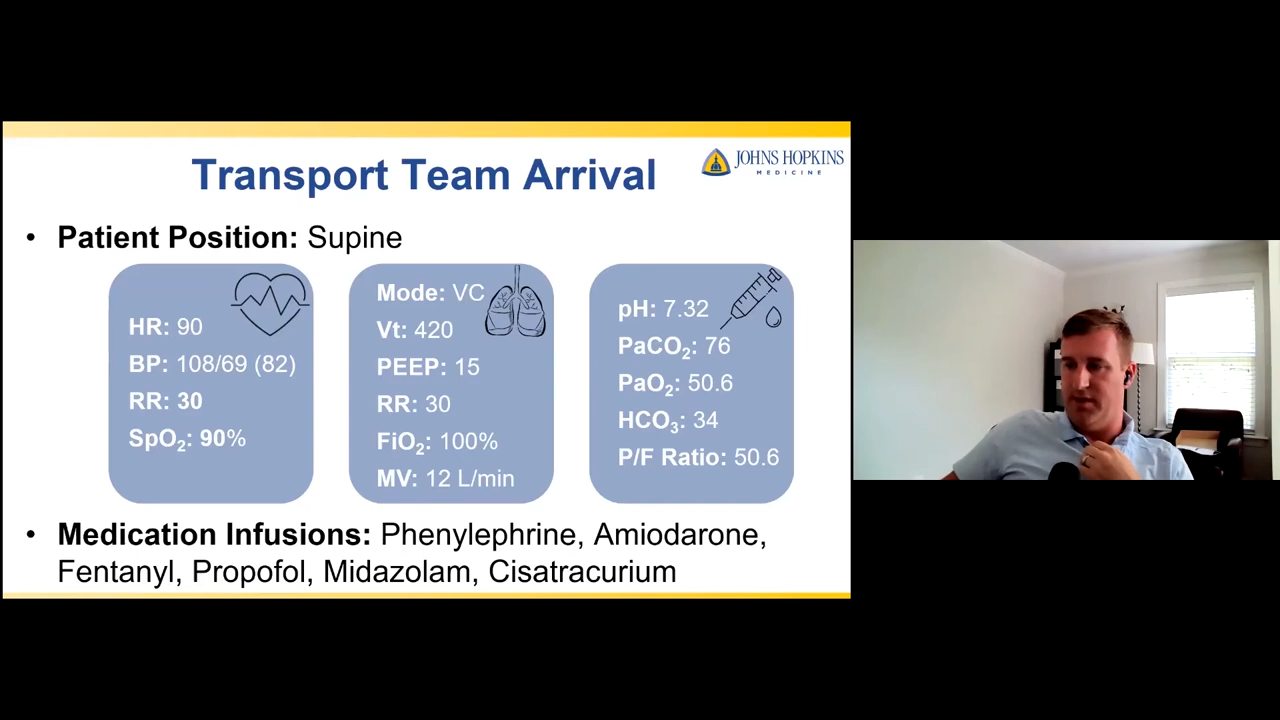 Transport Team Arrival
JOHNS HOPKINS
MEDICINE
• Patient Position: Supine
HR: 90
BP: 108/69 (82)
RR: 30
SpO₂: 90%
Mode: VC
Vt: 420
PEEP: 15
RR: 30
FiO₂: 100%
MV: 12 L/min
pH: 7.32
PaCO₂: 76
PaO₂: 50.6
HCO₃: 34
P/F Ratio: 50.6
• Medication Infusions: Phenylephrine, Amiodarone,
Fentanyl, Propofol, Midazolam, Cisatracurium